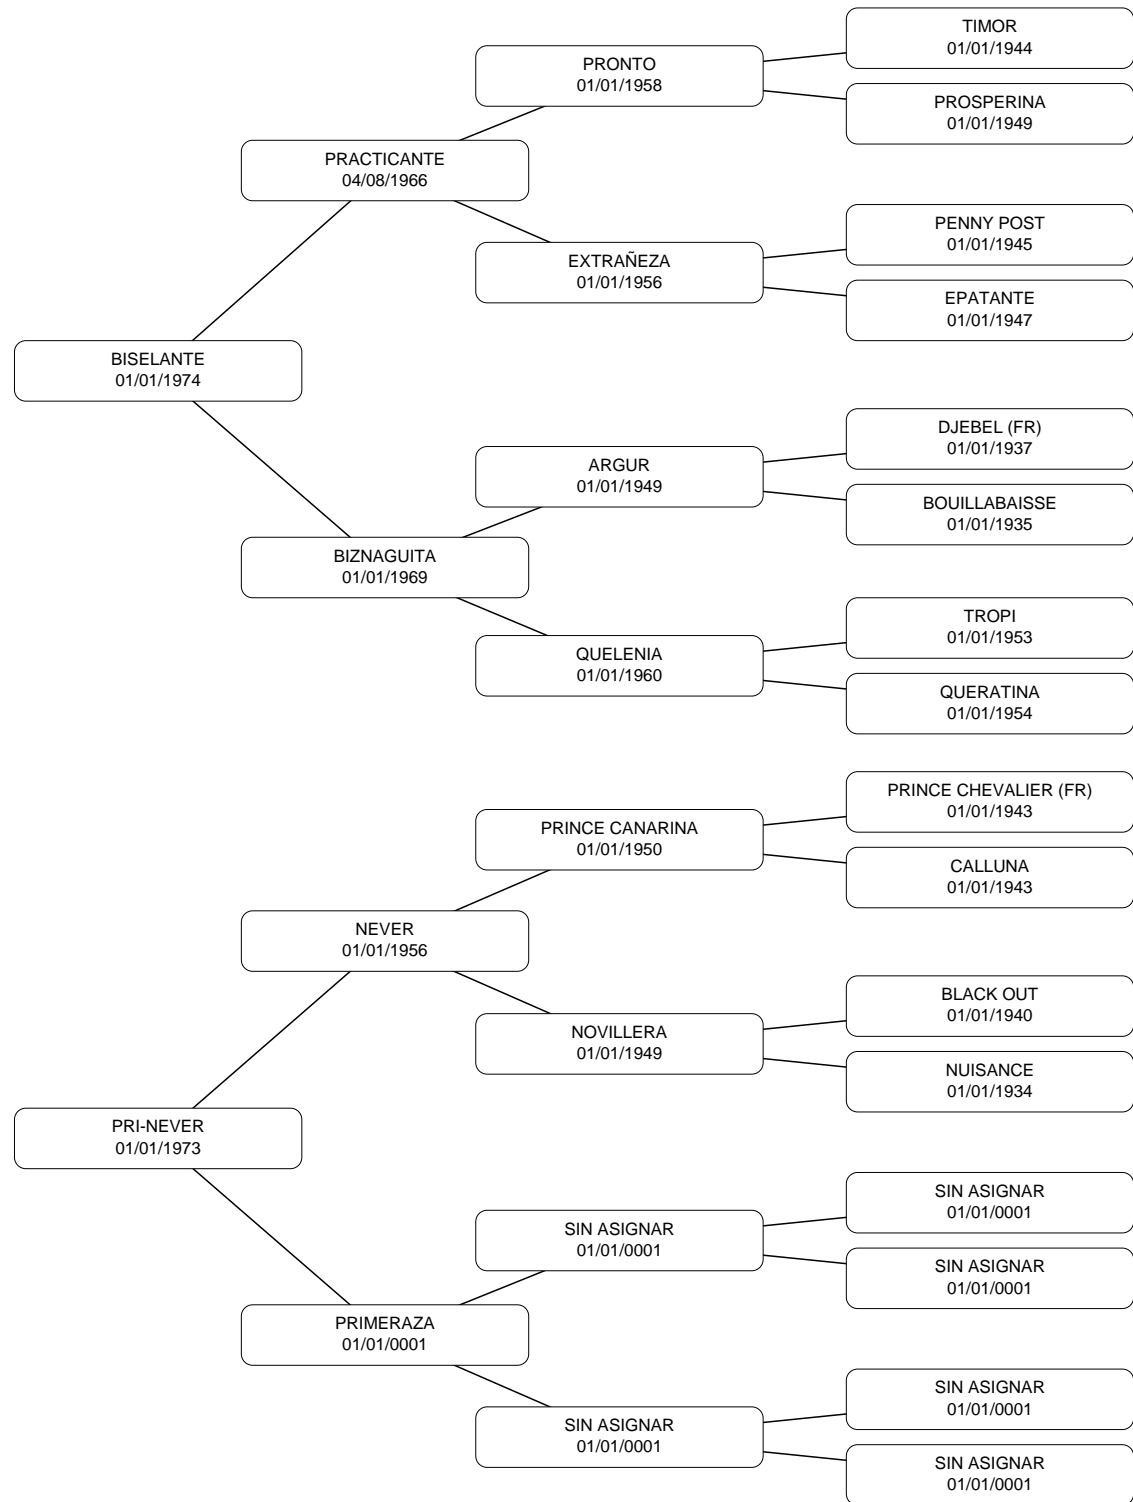 TIMOR
01/01/1944
PRONTO
01/01/1958
PROSPERINA
01/01/1949
PRACTICANTE
04/08/1966
PENNY POST
01/01/1945
EXTRAÑEZA
01/01/1956
EPATANTE
01/01/1947
BISELANTE
01/01/1974
DJEBEL (FR)
01/01/1937
ARGUR
01/01/1949
BOUILLABAISSE
01/01/1935
BIZNAGUITA
01/01/1969
TROPI
01/01/1953
QUELENIA
01/01/1960
QUERATINA
01/01/1954
PRINCE CHEVALIER (FR)
01/01/1943
PRINCE CANARINA
01/01/1950
CALLUNA
01/01/1943
NEVER
01/01/1956
BLACK OUT
01/01/1940
NOVILLERA
01/01/1949
NUISANCE
01/01/1934
PRI-NEVER
01/01/1973
SIN ASIGNAR
01/01/0001
SIN ASIGNAR
01/01/0001
SIN ASIGNAR
01/01/0001
PRIMERAZA
01/01/0001
SIN ASIGNAR
01/01/0001
SIN ASIGNAR
01/01/0001
SIN ASIGNAR
01/01/0001